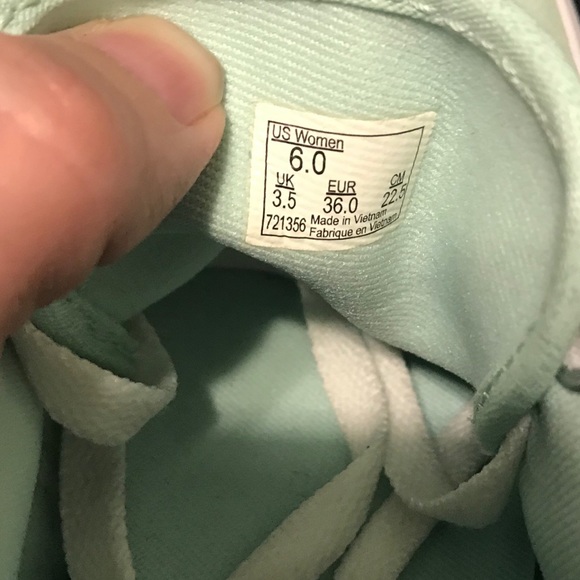 US Women
6.0
UK EUR CM
3.5 36.0 22.5
721356 Made in Vietnam
Fabrique en Vietnam